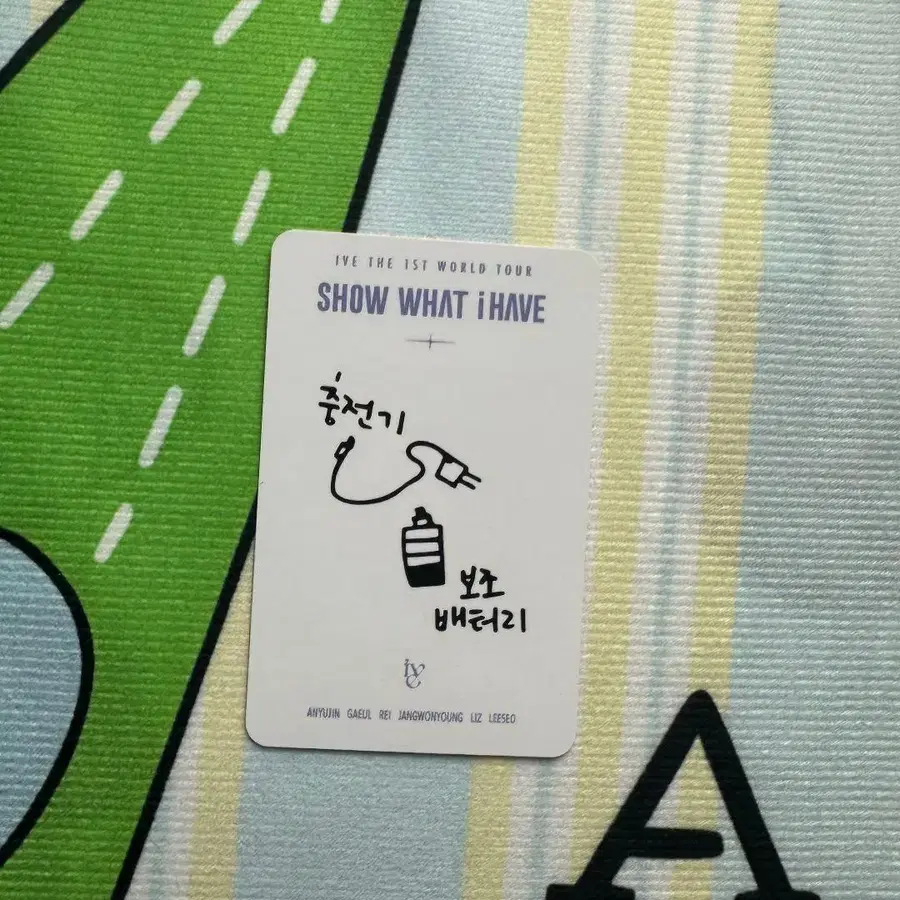 IVE THE 1ST WORLD TOUR
SHOW WHAT i HAVE
충전기
보조
배터리
ive
ANYUJIN GAEUL REI JANGWONYOUNG LIZ LEESEO
A